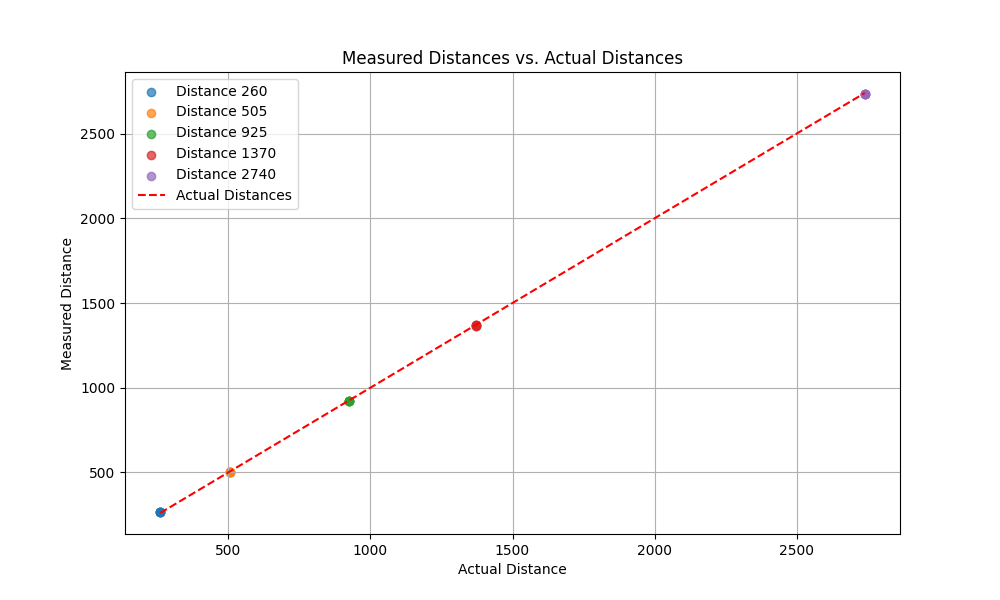 Measured Distances vs. Actual Distances
Distance 260
Distance 505
Distance 925
Distance 1370
Distance 2740
Actual Distances
2500
2000
1500
1000
500
Measured Distance
500 1000 1500 2000 2500
Actual Distance